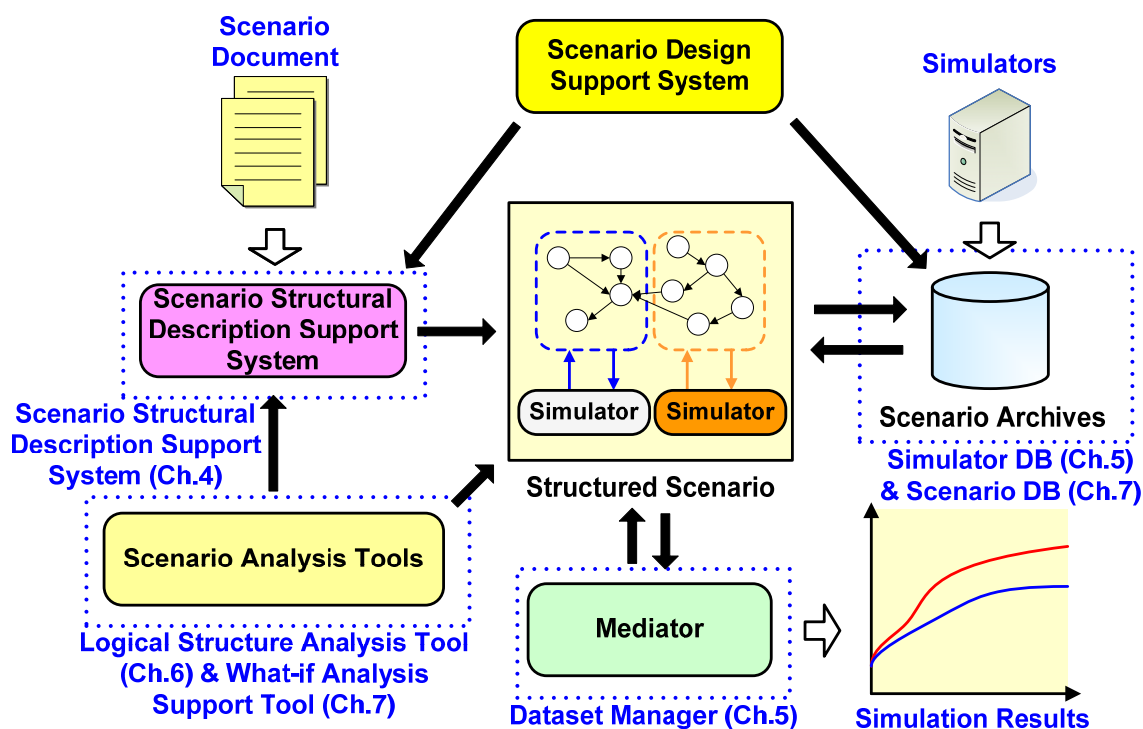 Scenario
Document
Scenario Design
Support System
Simulators
Scenario Structural
Description Support
System
Scenario Structural
Description Support
System (Ch.4)
Simulator
Simulator
Structured Scenario
Scenario Archives
Simulator DB (Ch.5)
& Scenario DB (Ch.7)
Scenario Analysis Tools
Logical Structure Analysis Tool
(Ch.6) & What-if Analysis
Support Tool (Ch.7)
Mediator
Dataset Manager (Ch.5)
Simulation Results